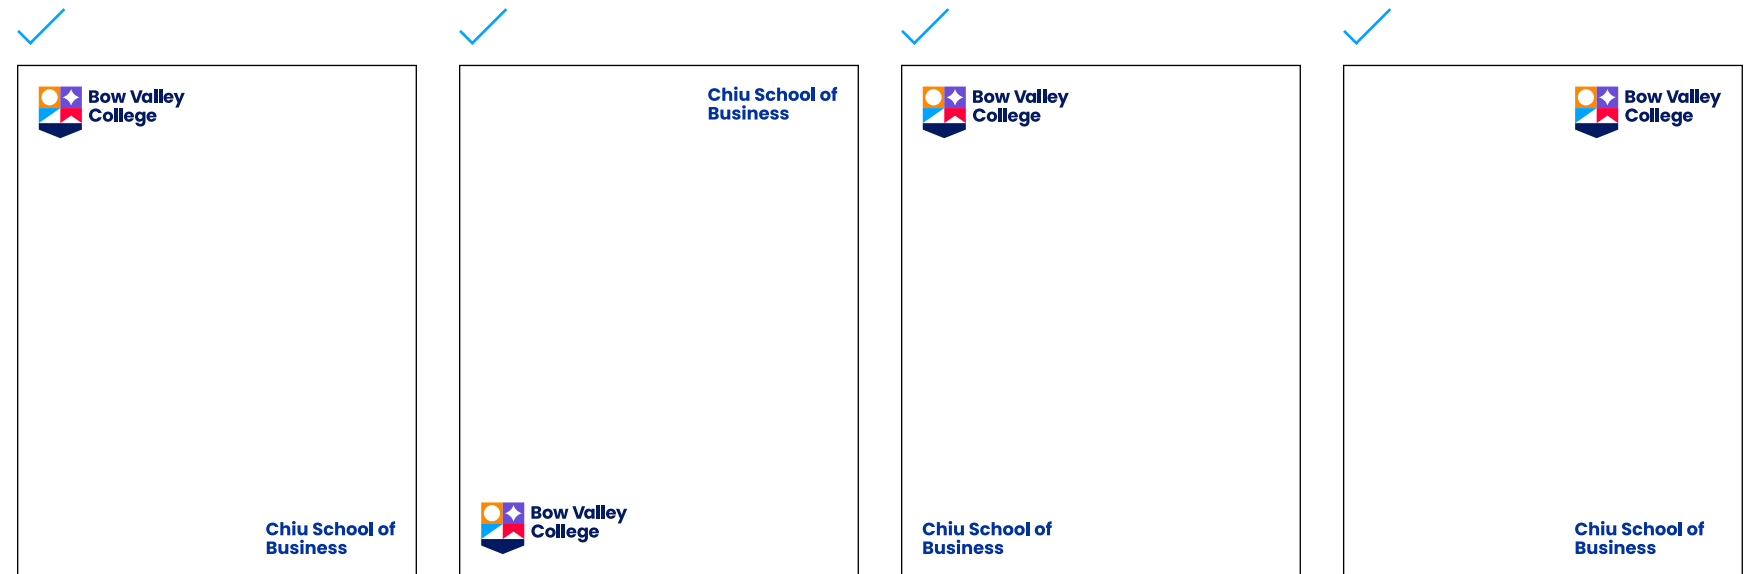 Bow Valley
College
Chiu School of
Business
Chiu School of
Business
Bow Valley
College
Bow Valley
College
Chiu School of
Business
Bow Valley
College
Chiu School of
Business